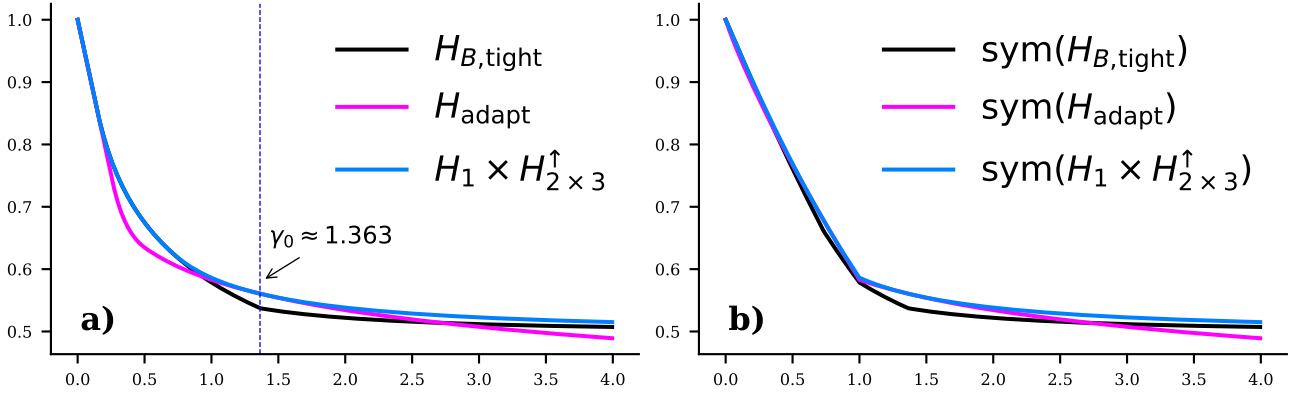 1.0
0.9
0.8
0.7
0.6
0.5
0.0 0.5 1.0 1.5 2.0 2.5 3.0 3.5 4.0
H_{B,tight}
H_{adapt}
H_1 × H^↑_{2×3}
γ_0 ≈ 1.363
a)
1.0
0.9
0.8
0.7
0.6
0.5
0.0 0.5 1.0 1.5 2.0 2.5 3.0 3.5 4.0
sym(H_{B,tight})
sym(H_{adapt})
sym(H_1 × H^↑_{2×3})
b)